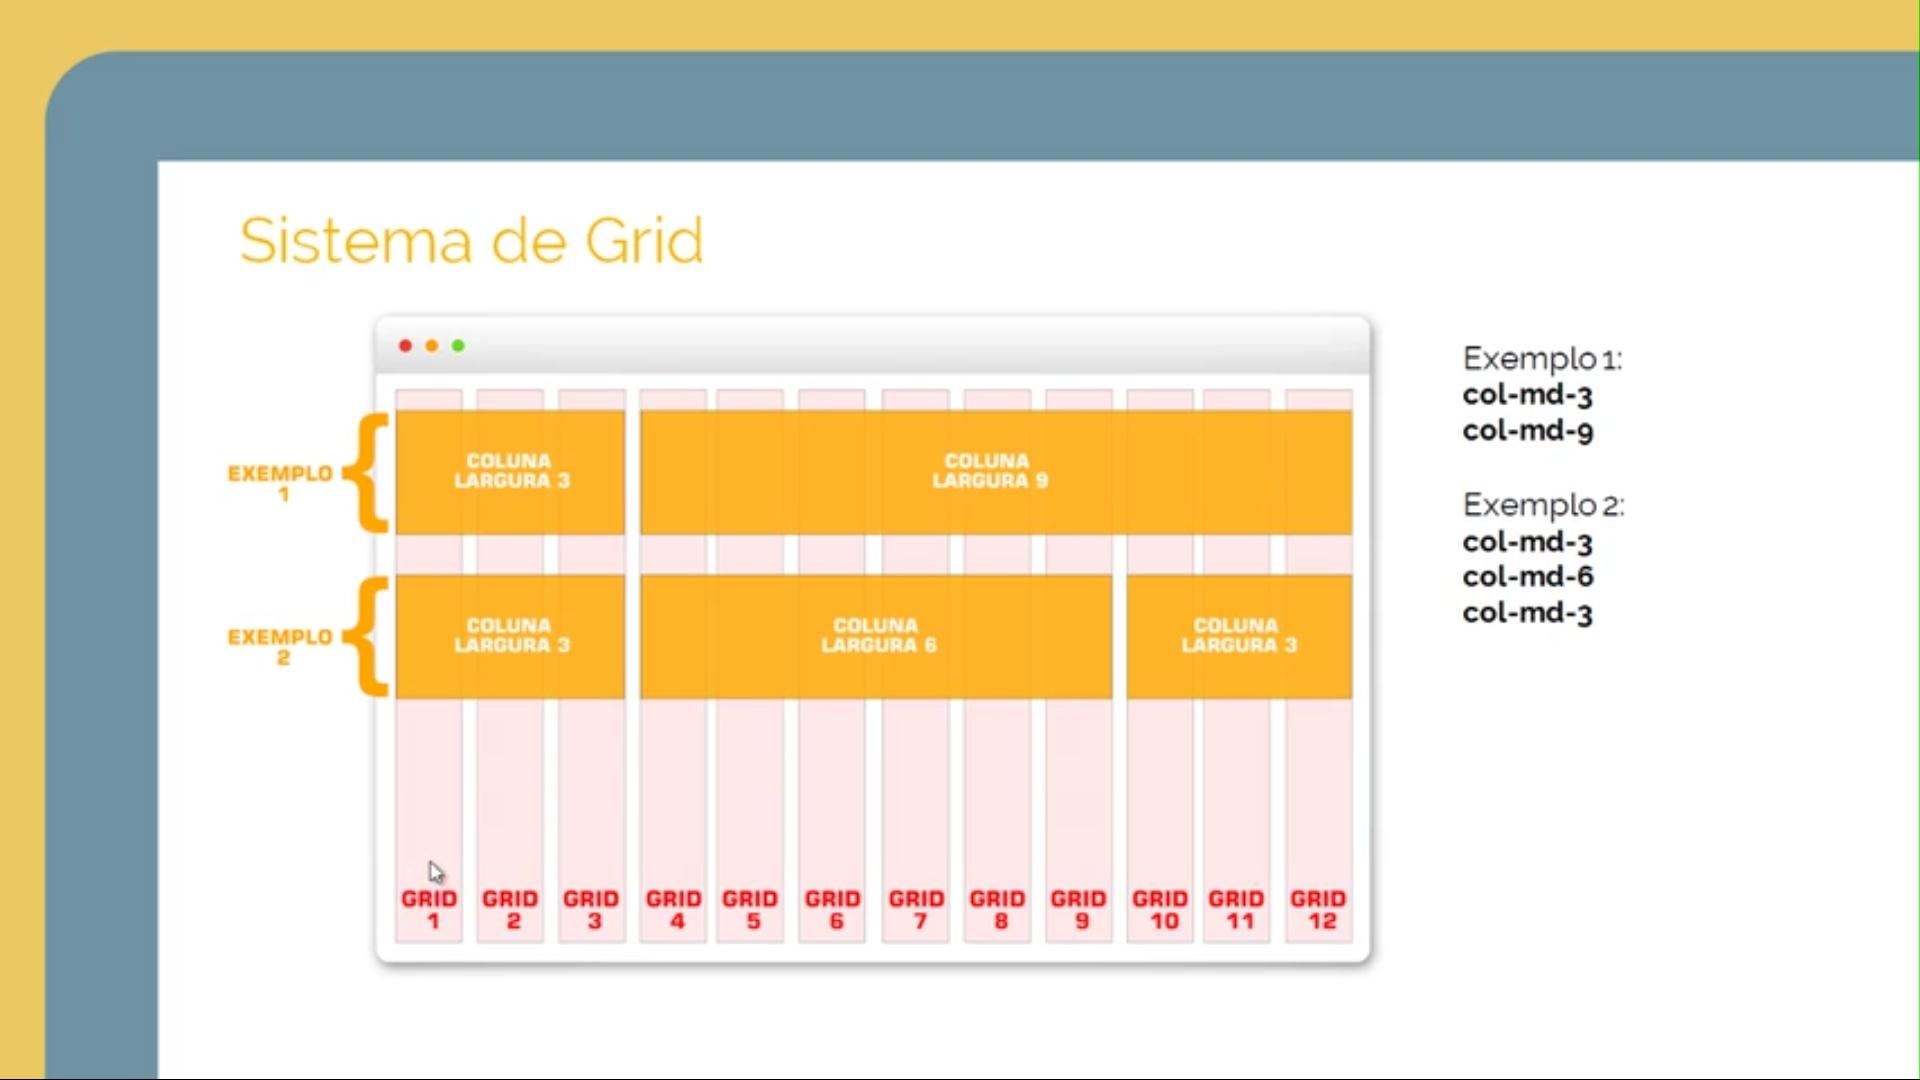 Sistema de Grid
EXEMPLO
1
COLUNA
LARGURA 3
COLUNA
LARGURA 9
EXEMPLO
2
COLUNA
LARGURA 3
COLUNA
LARGURA 6
COLUNA
LARGURA 3
GRID
1
GRID
2
GRID
3
GRID
4
GRID
5
GRID
6
GRID
7
GRID
8
GRID
9
GRID
10
GRID
11
GRID
12
Exemplo 1:
col-md-3
col-md-9
Exemplo 2:
col-md-3
col-md-6
col-md-3